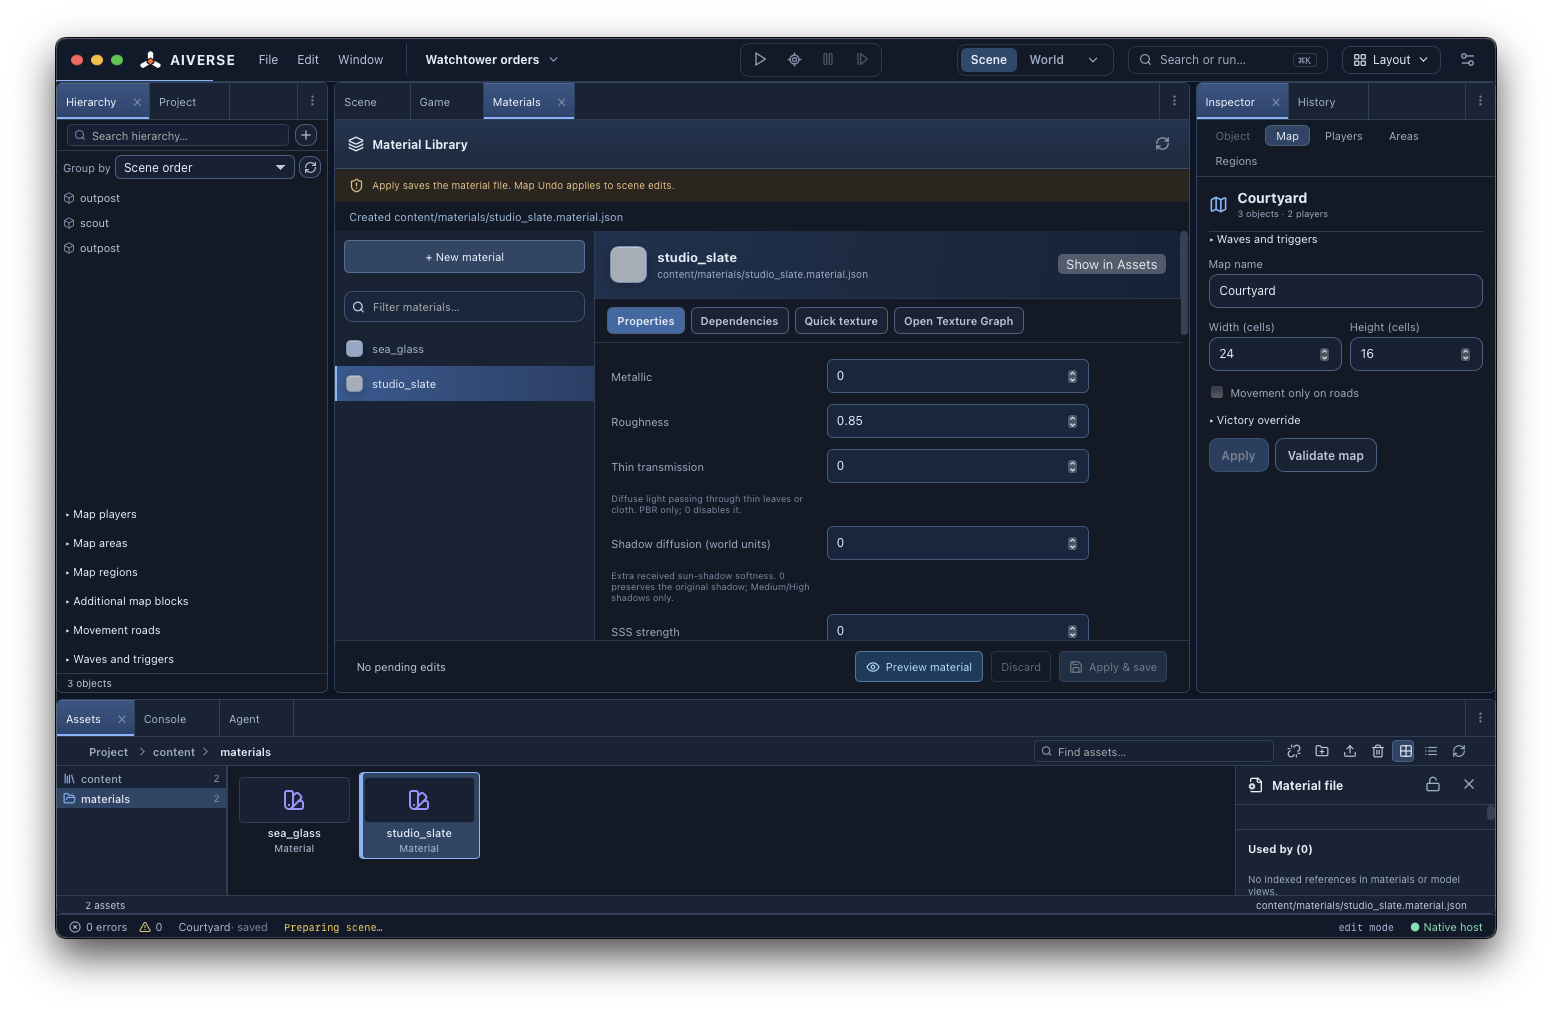 AIVERSE
File
Edit
Window
Watchtower orders
Scene
World
Search or run...
⌘K
Layout
Hierarchy
Project
Search hierarchy...
Group by
Scene order
outpost
scout
outpost
Map players
Map areas
Map regions
Additional map blocks
Movement roads
Waves and triggers
3 objects
Scene
Game
Materials
Material Library
Apply saves the material file. Map Undo applies to scene edits.
Created content/materials/studio_slate.material.json
+ New material
Filter materials...
sea_glass
studio_slate
studio_slate
content/materials/studio_slate.material.json
Show in Assets
Properties
Dependencies
Quick texture
Open Texture Graph
Metallic
0
Roughness
0.85
Thin transmission
0
Diffuse light passing through thin leaves or
cloth. PBR only; 0 disables it.
Shadow diffusion (world units)
0
Extra received sun-shadow softness. 0
preserves the original shadow; Medium/High
shadows only.
SSS strength
0
No pending edits
Preview material
Discard
Apply & save
Inspector
History
Object
Map
Players
Areas
Regions
Courtyard
3 objects · 2 players
Waves and triggers
Map name
Courtyard
Width (cells)
Height (cells)
24
16
Movement only on roads
Victory override
Apply
Validate map
Assets
Console
Agent
Project
content
materials
Find assets...
content
2
materials
2
sea_glass
Material
studio_slate
Material
Material file
Used by (0)
No indexed references in materials or model
views.
2 assets
content/materials/studio_slate.material.json
0 errors
0
Courtyard · saved
Preparing scene…
edit mode
Native host